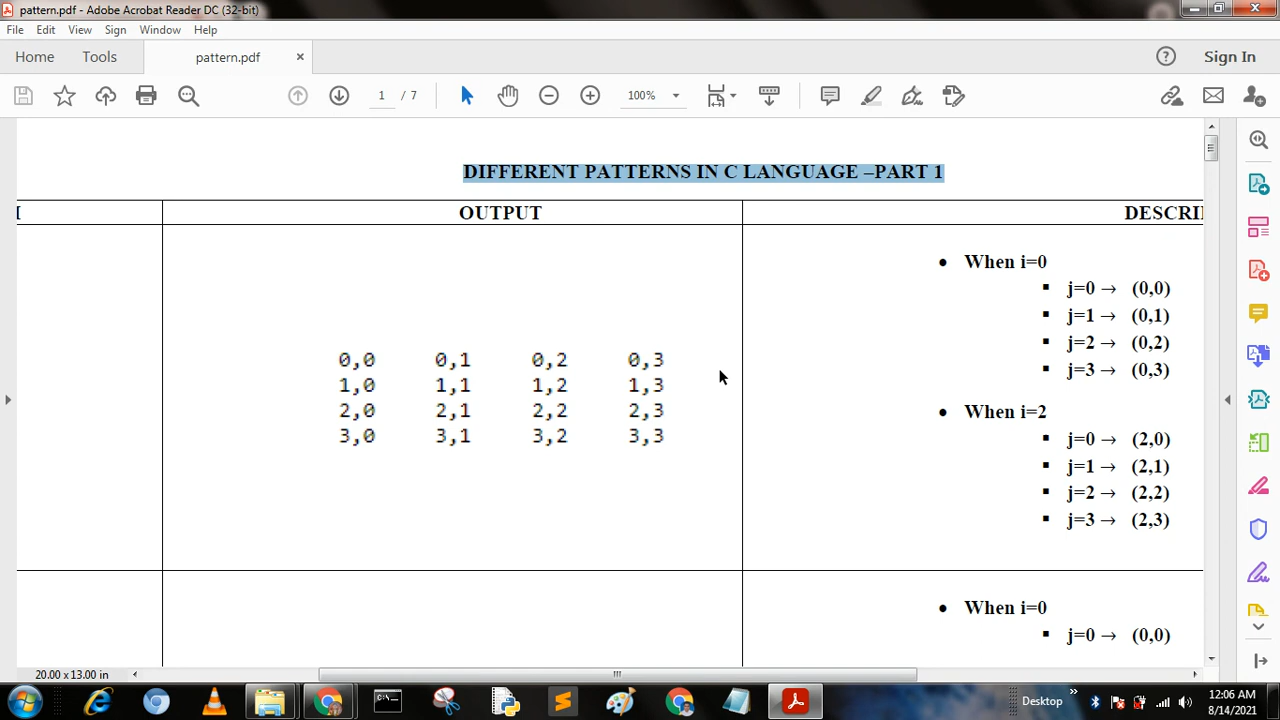 pattern.pdf - Adobe Acrobat Reader DC (32-bit)
File Edit View Sign Window Help
Home Tools pattern.pdf × Sign In
1 / 7 100%
DIFFERENT PATTERNS IN C LANGUAGE –PART 1
OUTPUT DESCRI
• When i=0
▪ j=0 → (0,0)
▪ j=1 → (0,1)
▪ j=2 → (0,2)
▪ j=3 → (0,3)
0,0 0,1 0,2 0,3
1,0 1,1 1,2 1,3
2,0 2,1 2,2 2,3
3,0 3,1 3,2 3,3
• When i=2
▪ j=0 → (2,0)
▪ j=1 → (2,1)
▪ j=2 → (2,2)
▪ j=3 → (2,3)
• When i=0
▪ j=0 → (0,0)
20.00 x 13.00 in
Desktop
12:06 AM
8/14/2021